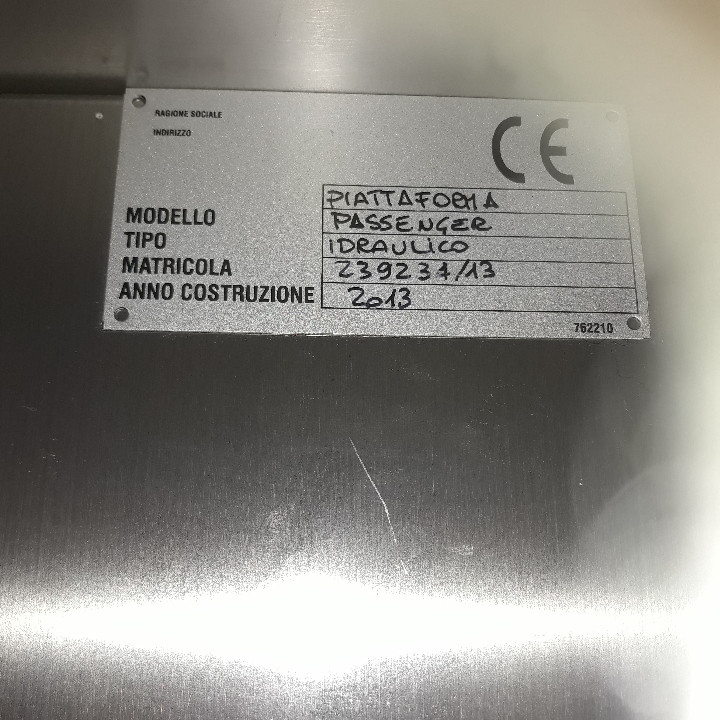 RAGIONE SOCIALE
INDIRIZZO
CE
PIATTAFORMA
MODELLO PASSENGER
TIPO IDRAULICO
MATRICOLA 239237/13
ANNO COSTRUZIONE 2013
762210